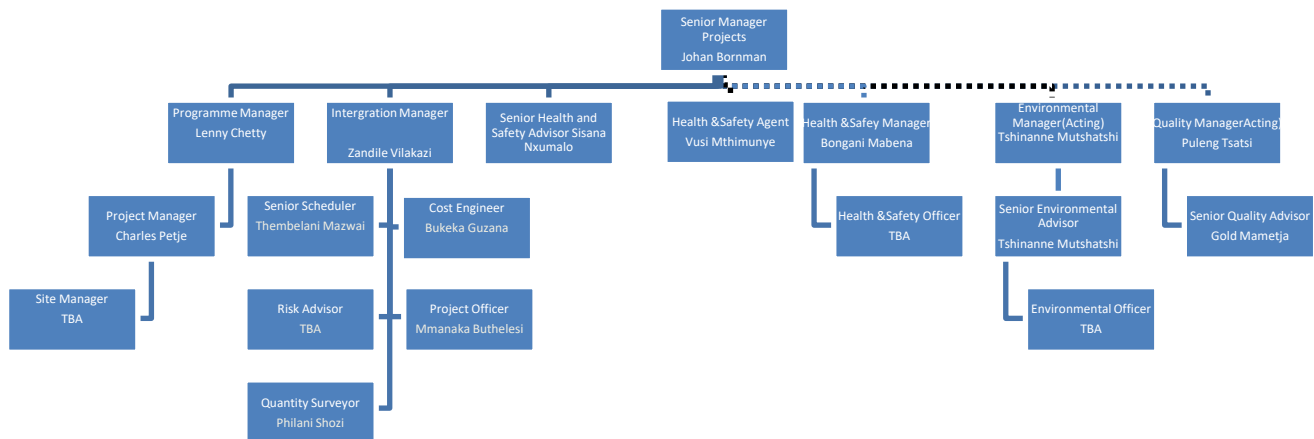 Senior Manager
Projects
Johan Bornman
Programme Manager
Lenny Chetty
Intergration Manager
Zandile Vilakazi
Senior Health and
Safety Advisor Sisana
Nxumalo
Health &Safety Agent
Vusi Mthimunye
Health &Safey Manager
Bongani Mabena
Environmental
Manager(Acting)
Tshinanne Mutshatshi
Quality ManagerActing)
Puleng Tsatsi
Project Manager
Charles Petje
Senior Scheduler
Thembelani Mazwai
Cost Engineer
Bukeka Guzana
Health &Safety Officer
TBA
Senior Environmental
Advisor
Tshinanne Mutshatshi
Senior Quality Advisor
Gold Mametja
Site Manager
TBA
Risk Advisor
TBA
Project Officer
Mmanaka Buthelesi
Environmental Officer
TBA
Quantity Surveyor
Philani Shozi